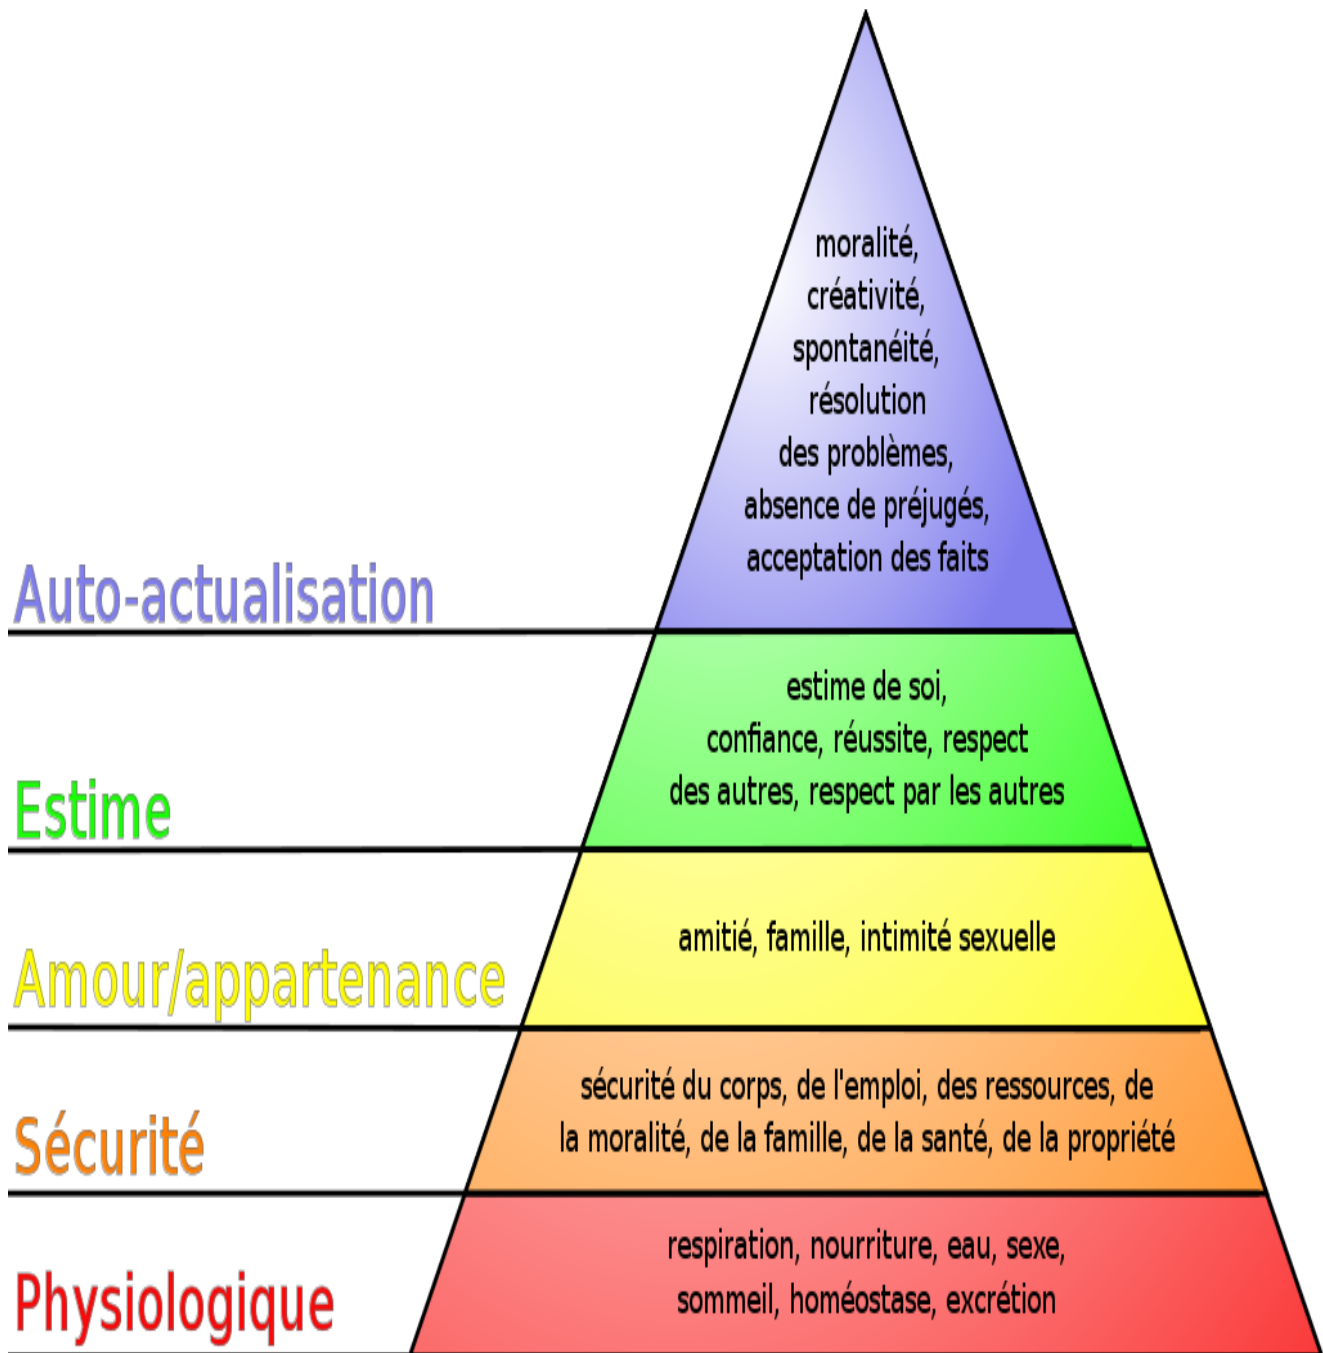 moralité,
créativité,
spontanéité,
résolution
des problèmes,
absence de préjugés,
acceptation des faits
Auto-actualisation
estime de soi,
confiance, réussite, respect
des autres, respect par les autres
Estime
amitié, famille, intimité sexuelle
Amour/appartenance
sécurité du corps, de l'emploi, des ressources, de
la moralité, de la famille, de la santé, de la propriété
Sécurité
respiration, nourriture, eau, sexe,
sommeil, homéostase, excrétion
Physiologique